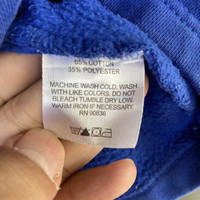 65% COTTON
35% POLYESTER
MACHINE WASH COLD, WASH
WITH LIKE COLORS. DO NOT
BLEACH TUMBLE DRY LOW.
WARM IRON IF NECESSARY.
RN 90836